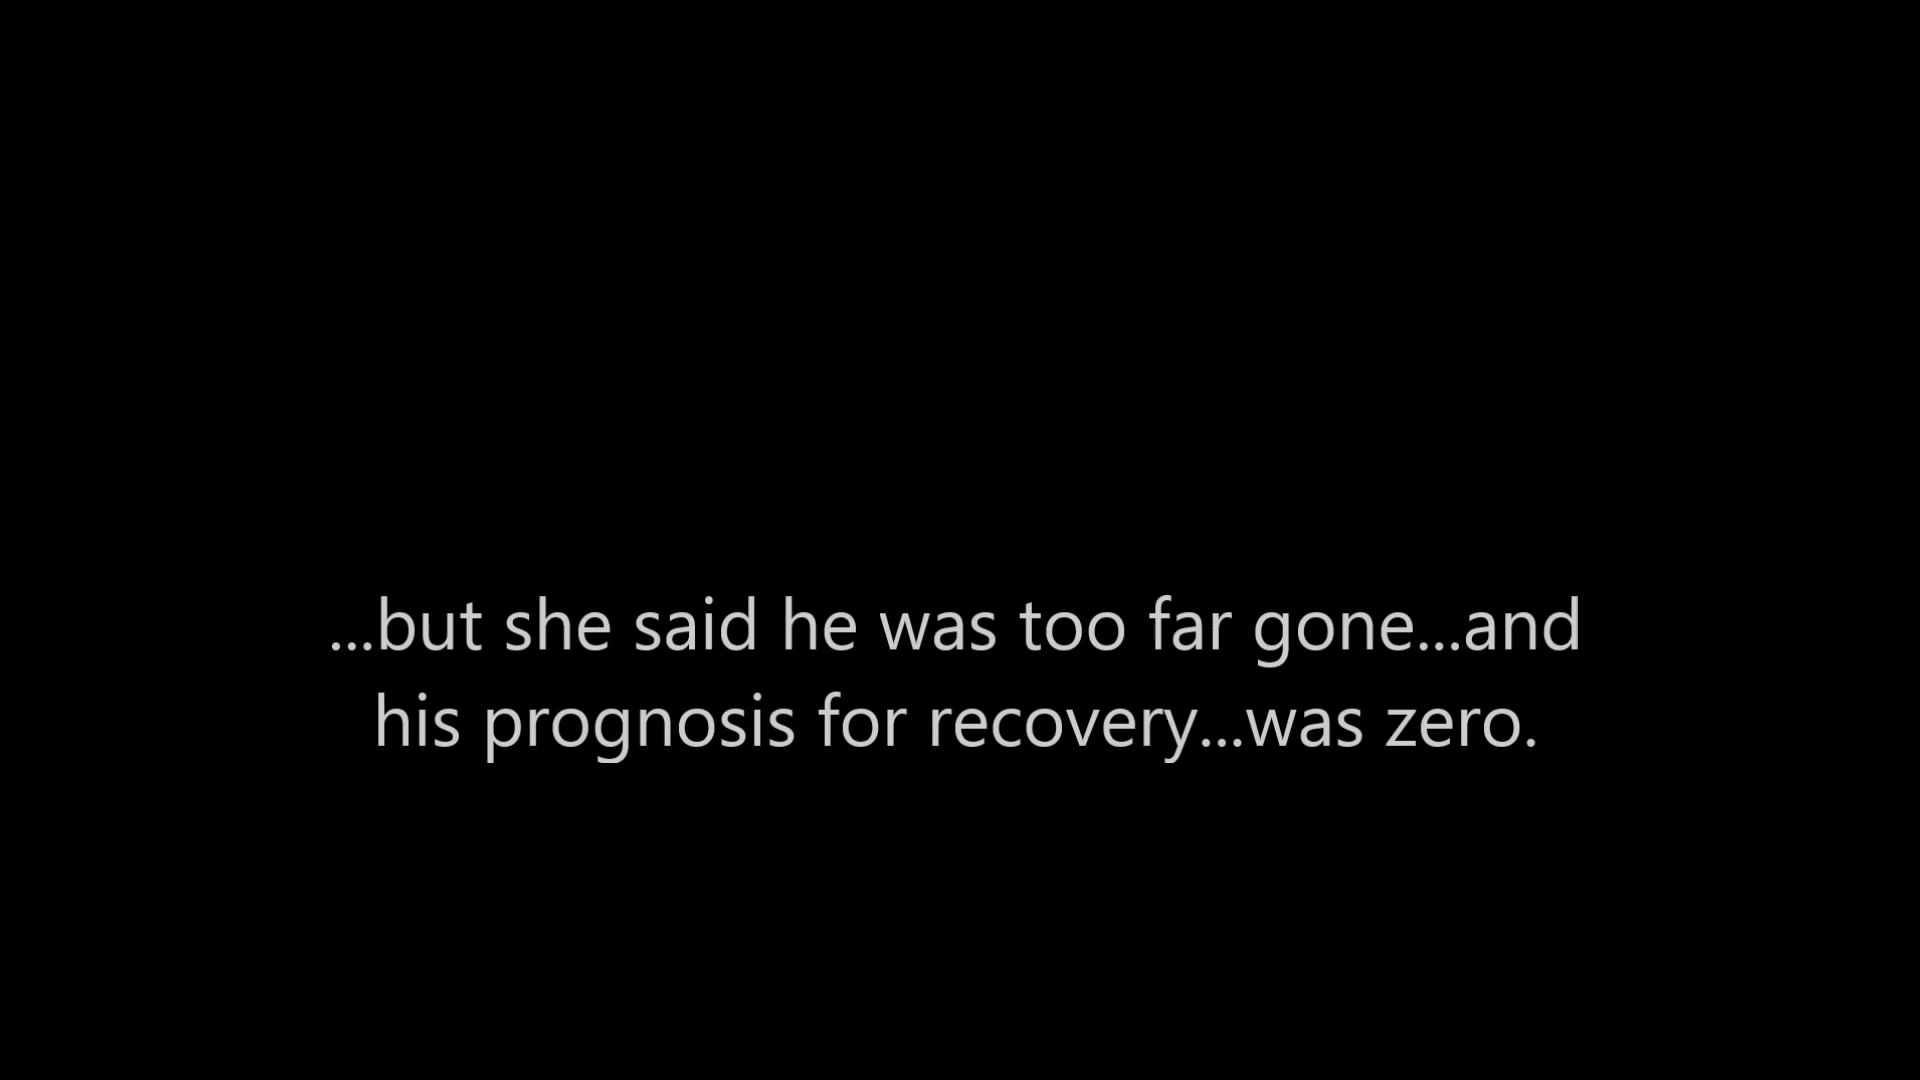 ...but she said he was too far gone...and
his prognosis for recovery...was zero.